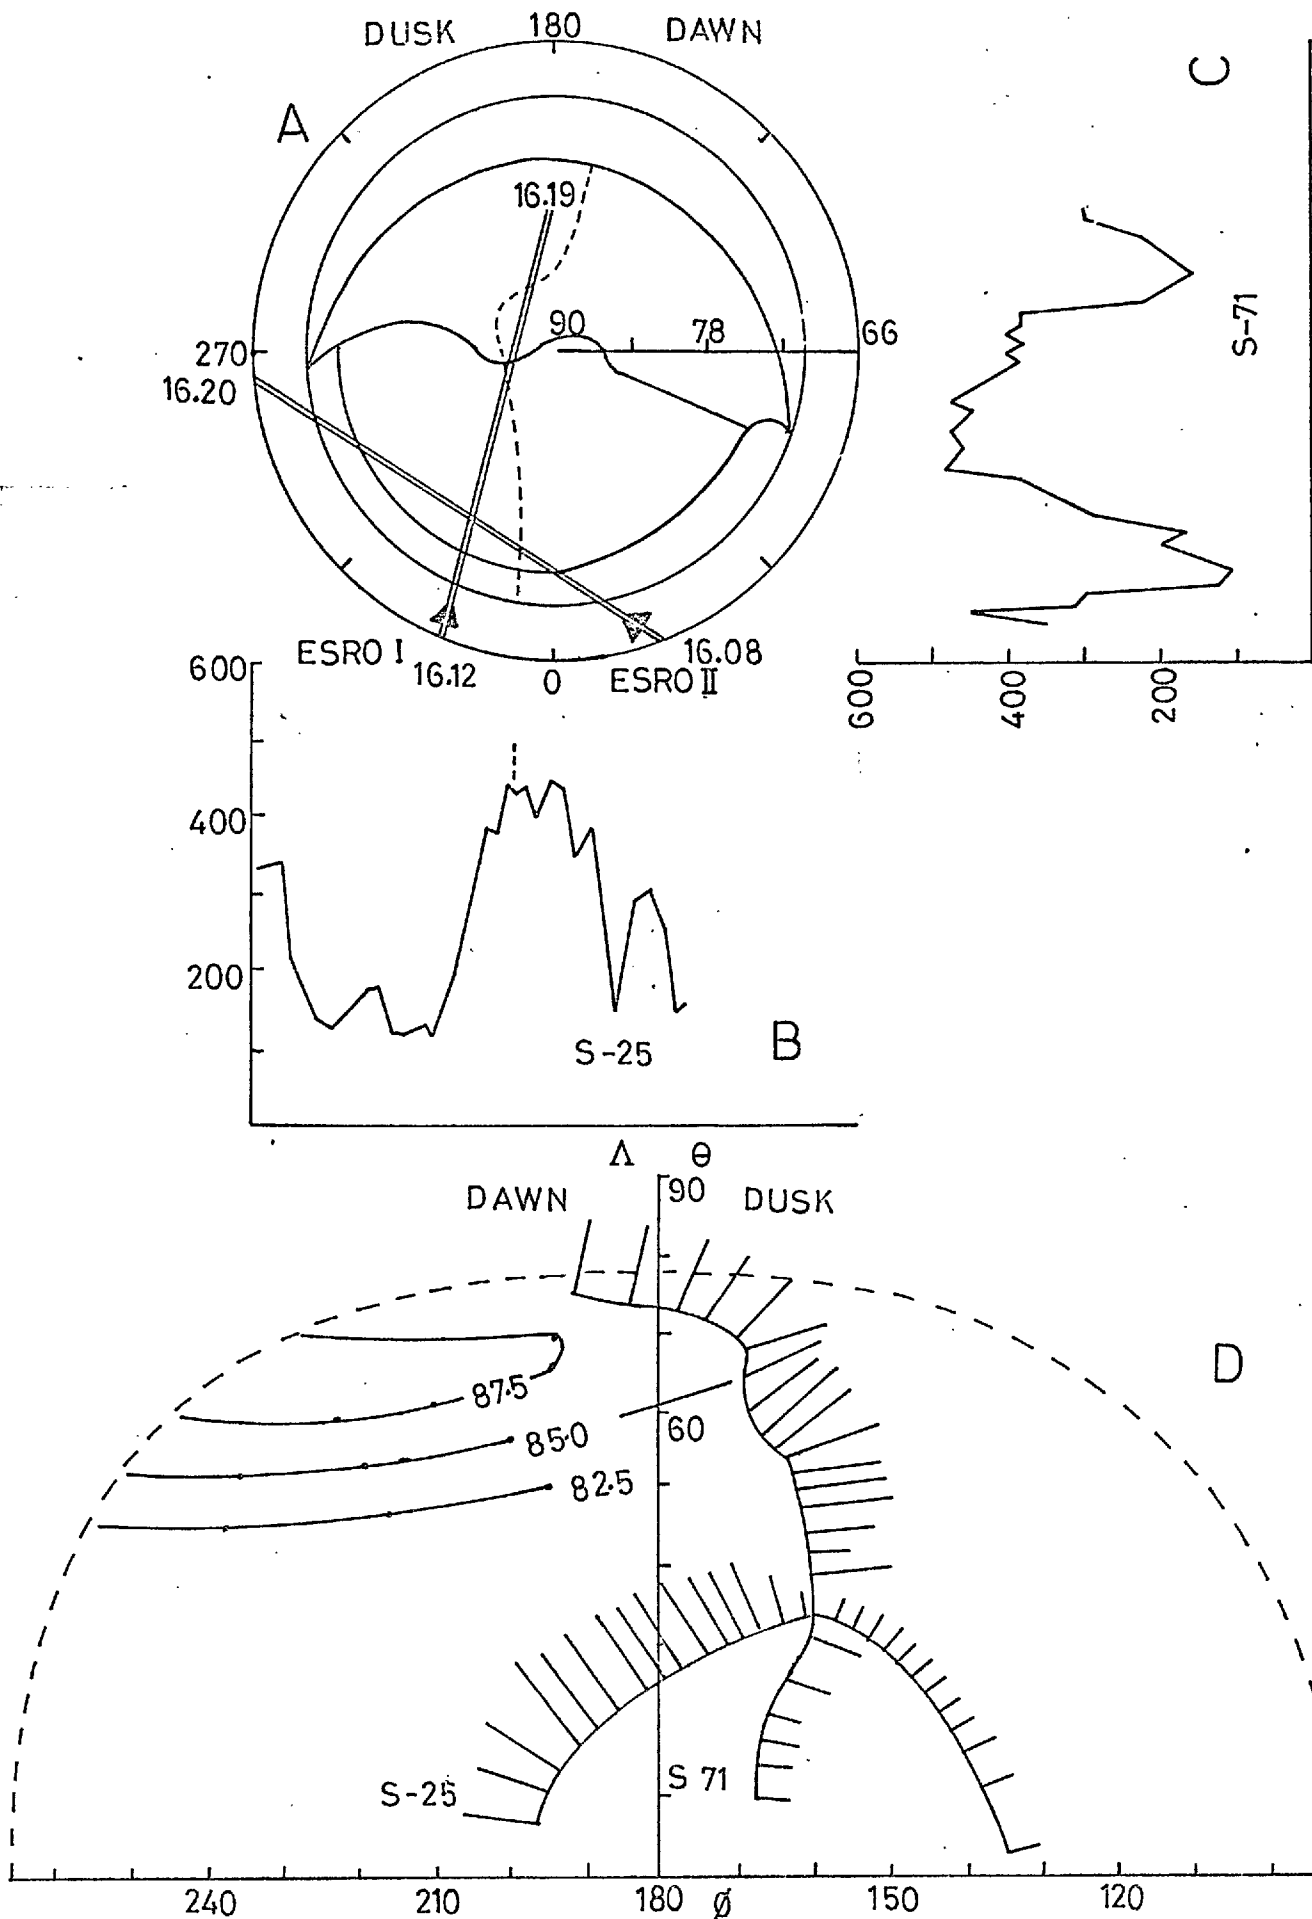 DUSK 180 DAWN
A
C
16.19
90 78 66
270
16.20
S-71
ESRO I 16.12 0 ESRO II 16.08
600 400 200
600
400
200
S-25 B
Λ θ
DAWN 90 DUSK
D
87.5
60
85.0
82.5
S-25 S 71
240 210 180 Ø 150 120